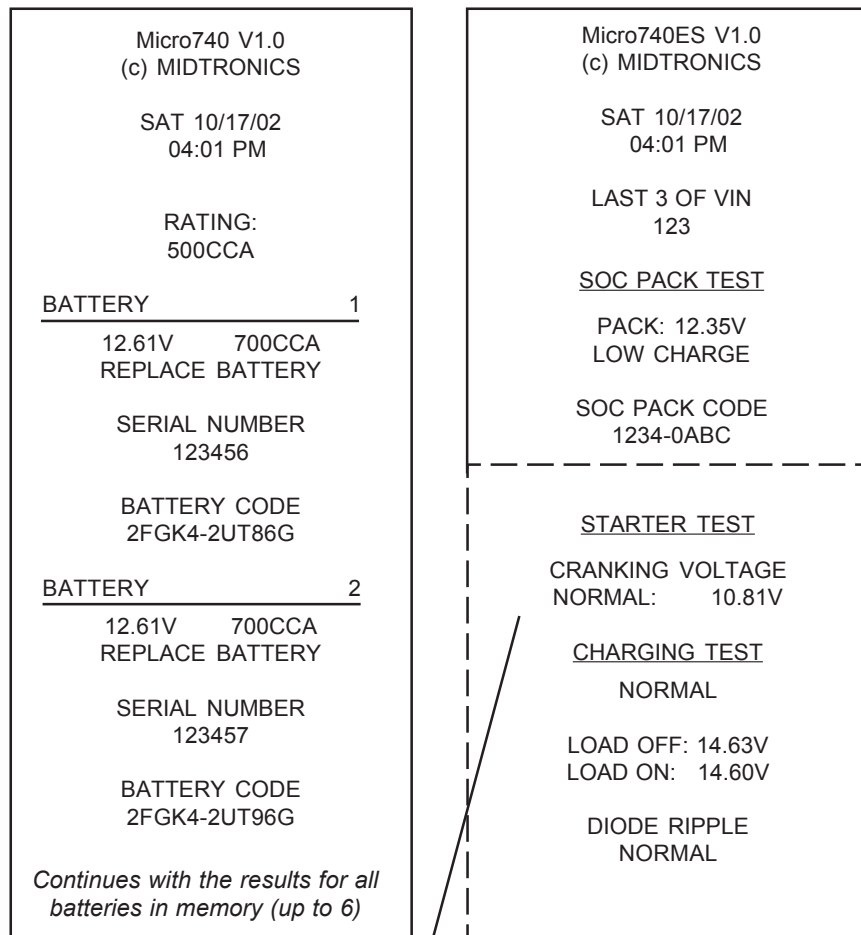 Micro740 V1.0
(c) MIDTRONICS
SAT 10/17/02
04:01 PM
RATING:
500CCA
BATTERY 1
12.61V 700CCA
REPLACE BATTERY
SERIAL NUMBER
123456
BATTERY CODE
2FGK4-2UT86G
BATTERY 2
12.61V 700CCA
REPLACE BATTERY
SERIAL NUMBER
123457
BATTERY CODE
2FGK4-2UT96G
Continues with the results for all
batteries in memory (up to 6)
Micro740ES V1.0
(c) MIDTRONICS
SAT 10/17/02
04:01 PM
LAST 3 OF VIN
123
SOC PACK TEST
PACK: 12.35V
LOW CHARGE
SOC PACK CODE
1234-0ABC
STARTER TEST
CRANKING VOLTAGE
NORMAL: 10.81V
CHARGING TEST
NORMAL
LOAD OFF: 14.63V
LOAD ON: 14.60V
DIODE RIPPLE
NORMAL